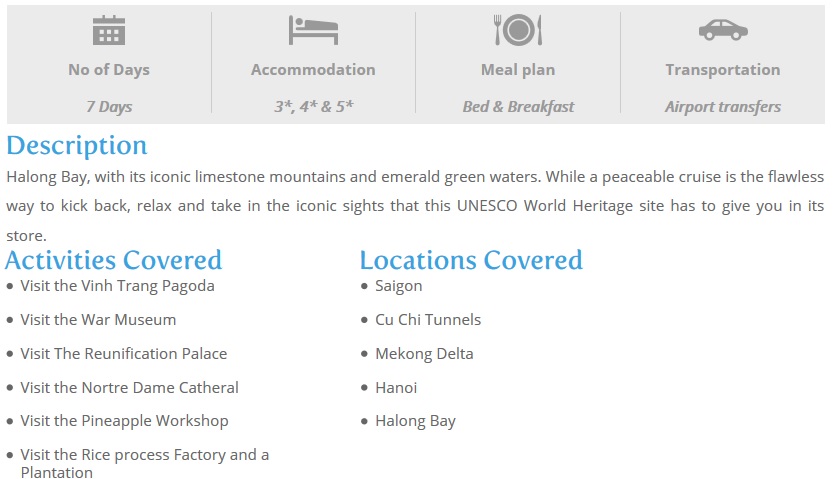 No of Days
Accommodation
Meal plan
Transportation
7 Days
3*, 4* & 5*
Bed & Breakfast
Airport transfers
Description
Halong Bay, with its iconic limestone mountains and emerald green waters. While a peaceable cruise is the flawless
way to kick back, relax and take in the iconic sights that this UNESCO World Heritage site has to give you in its
store.
Activities Covered
• Visit the Vinh Trang Pagoda
• Visit the War Museum
• Visit The Reunification Palace
• Visit the Nortre Dame Catheral
• Visit the Pineapple Workshop
• Visit the Rice process Factory and a
Plantation
Locations Covered
• Saigon
• Cu Chi Tunnels
• Mekong Delta
• Hanoi
• Halong Bay